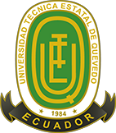 UNIVERSIDAD TÉCNICA ESTATAL DE QUEVEDO
1984
ECUADOR